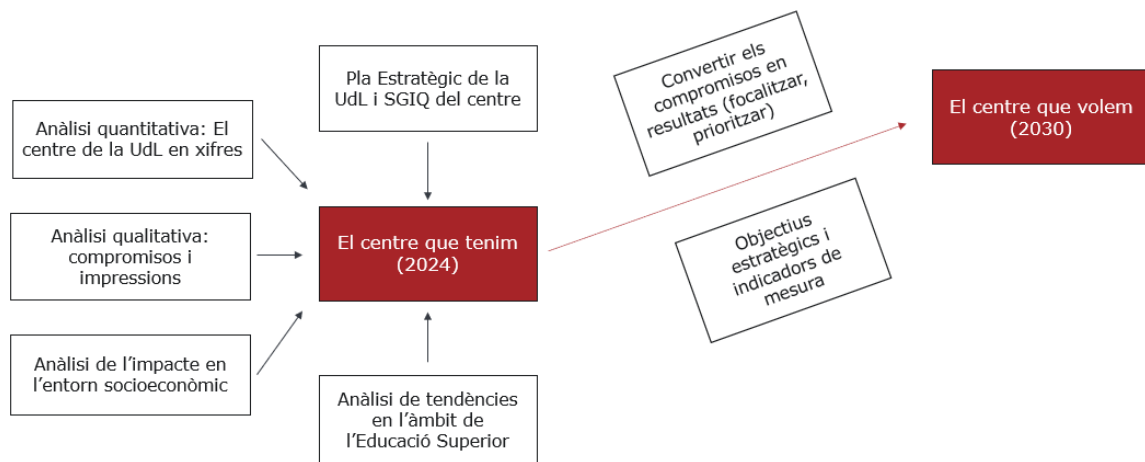 Pla Estratègic de la
UdL i SGIQ del centre
Anàlisi quantitativa: El
centre de la UdL en xifres
Anàlisi qualitativa:
compromisos i
impressions
Anàlisi de l’impacte en
l’entorn socioeconòmic
El centre que tenim
(2024)
Anàlisi de tendències
en l’àmbit de
l’Educació Superior
Convertir els
compromisos en
resultats (focalitzar,
prioritzar)
Objectius
estratègics i
indicadors de
mesura
El centre que volem
(2030)